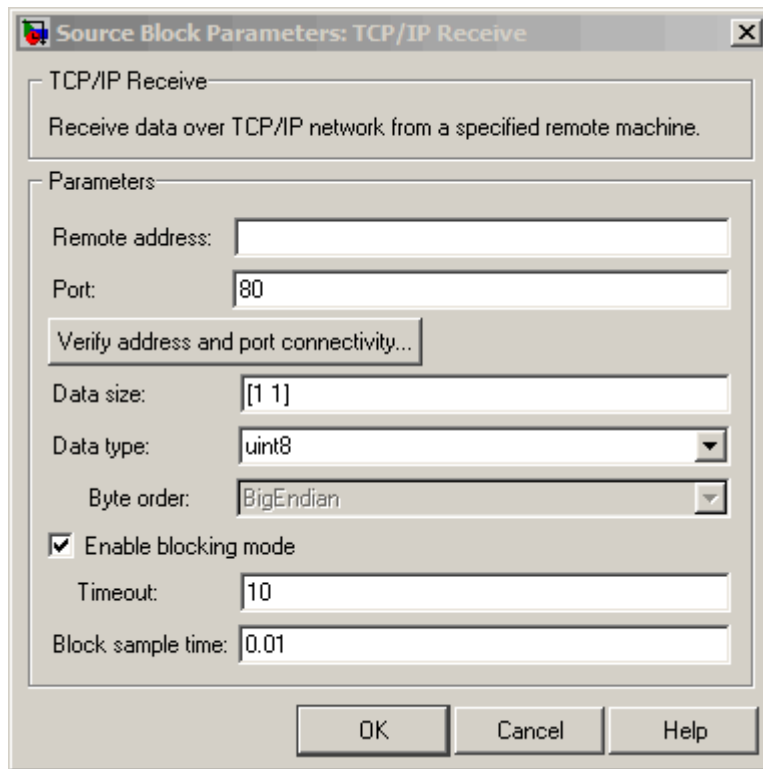 Source Block Parameters: TCP/IP Receive
TCP/IP Receive
Receive data over TCP/IP network from a specified remote machine.
Parameters
Remote address:
Port: 80
Verify address and port connectivity...
Data size: [1 1]
Data type: uint8
Byte order: BigEndian
Enable blocking mode
Timeout: 10
Block sample time: 0.01
OK Cancel Help